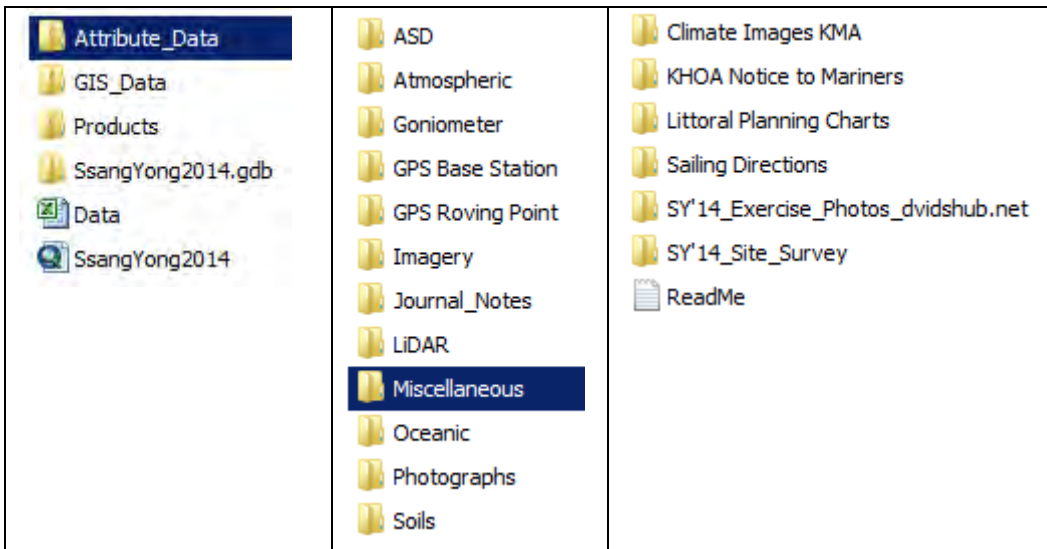 Attribute_Data
GIS_Data
Products
SsangYong2014.gdb
Data
SsangYong2014
ASD
Atmospheric
Goniometer
GPS Base Station
GPS Roving Point
Imagery
Journal_Notes
LiDAR
Miscellaneous
Oceanic
Photographs
Soils
Climate Images KMA
KHOA Notice to Mariners
Littoral Planning Charts
Sailing Directions
SY'14_Exercise_Photos_dvidshub.net
SY'14_Site_Survey
ReadMe